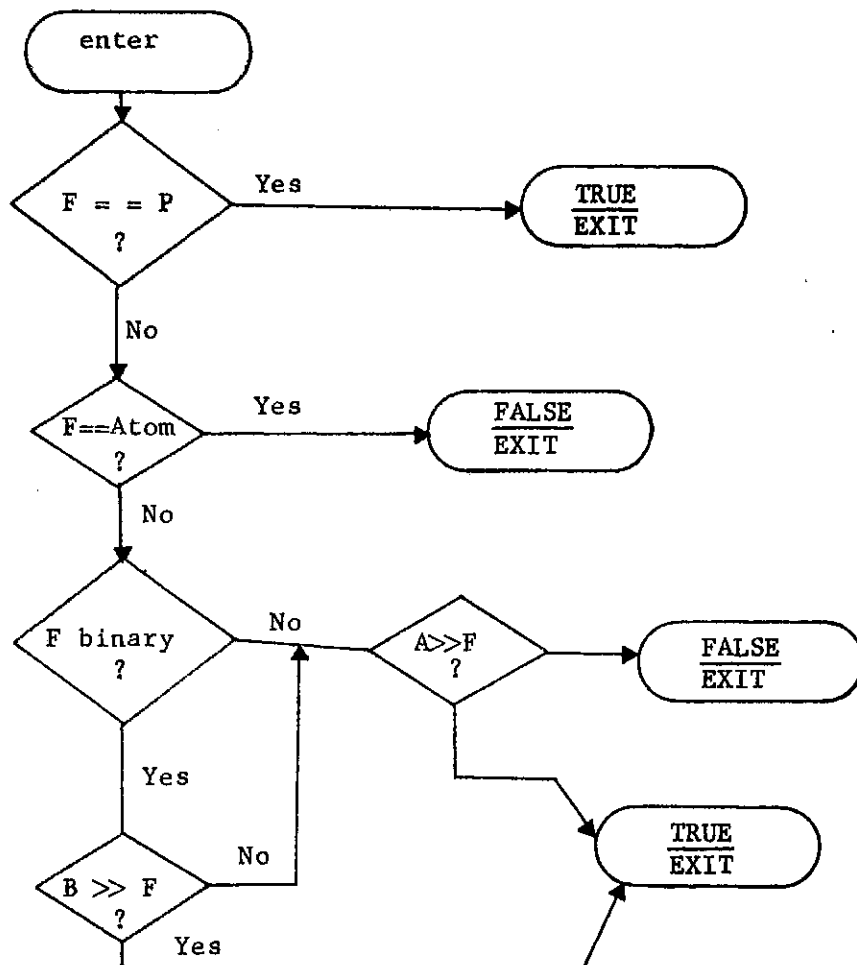 enter
F = = P
?
Yes
TRUE
EXIT
No
F==Atom
?
Yes
FALSE
EXIT
No
F binary
?
No
A>>F
?
FALSE
EXIT
Yes
TRUE
EXIT
B >> F
?
No
Yes